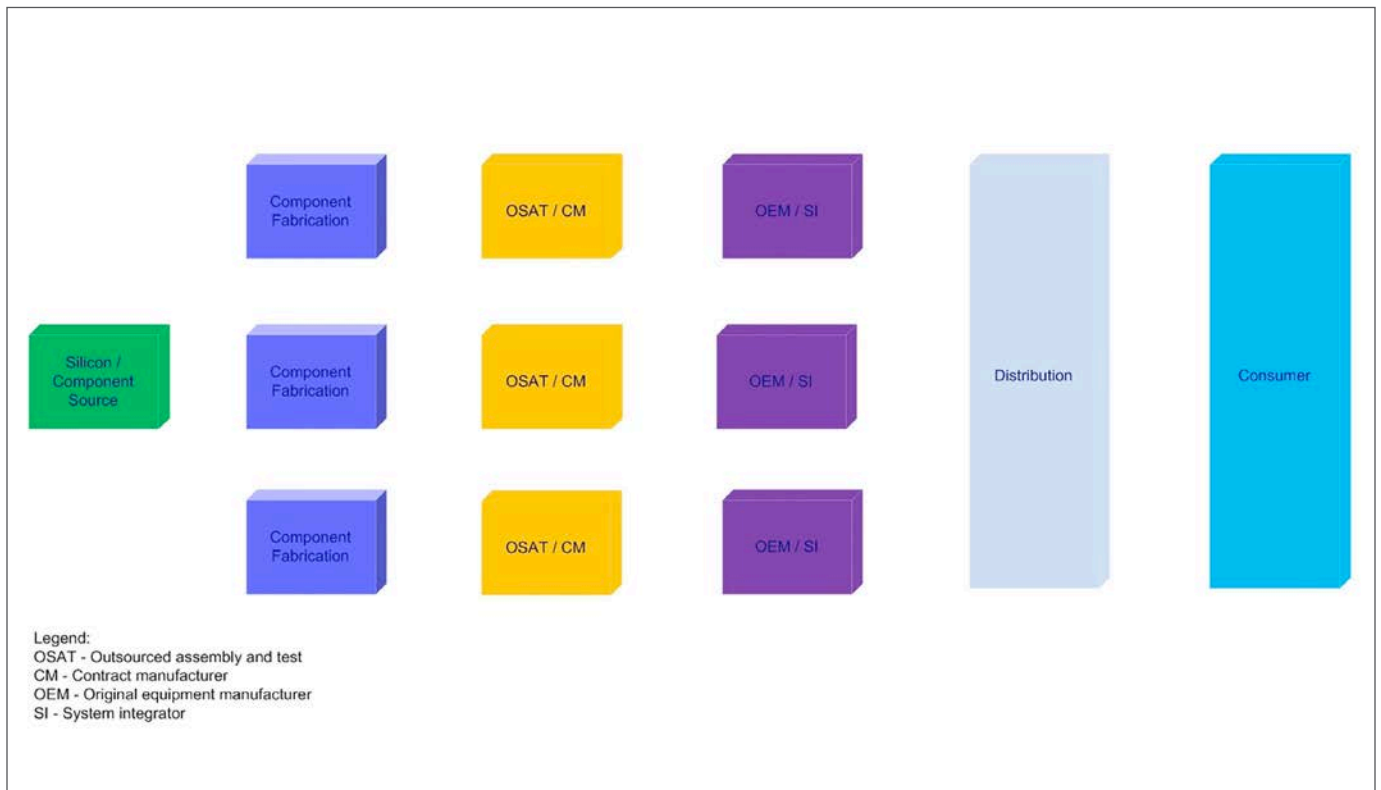 Component
Fabrication
OSAT / CM
OEM / SI
Silicon /
Component
Source
Component
Fabrication
OSAT / CM
OEM / SI
Distribution
Consumer
Component
Fabrication
OSAT / CM
OEM / SI
Legend:
OSAT - Outsourced assembly and test
CM - Contract manufacturer
OEM - Original equipment manufacturer
SI - System integrator